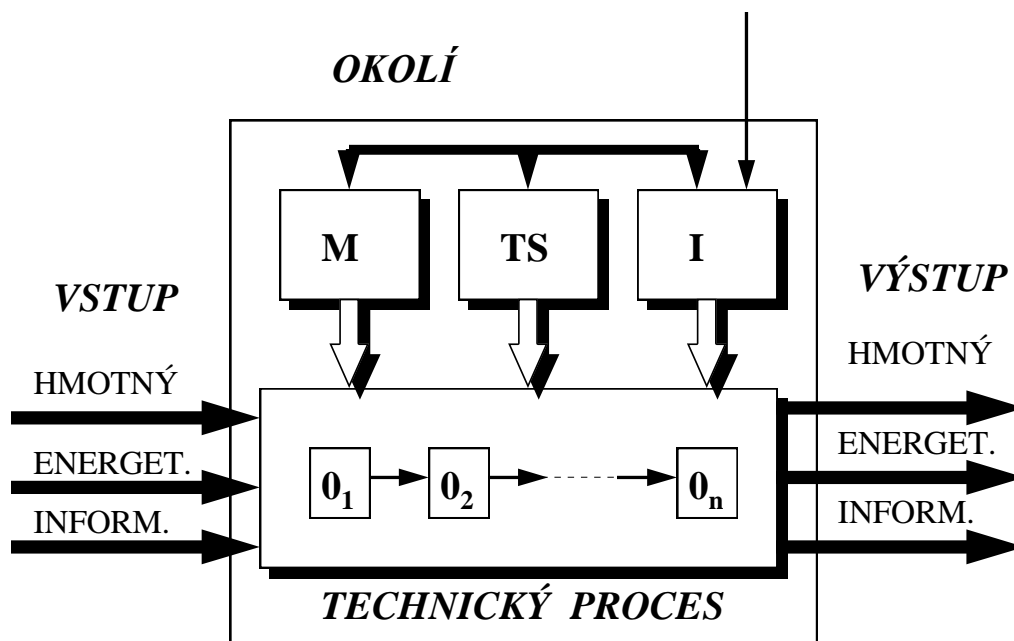 OKOLÍ
M TS I
VSTUP
VÝSTUP
HMOTNÝ
HMOTNÝ
ENERGET.
ENERGET.
INFORM.
INFORM.
0₁ 0₂ 0ₙ
TECHNICKÝ PROCES